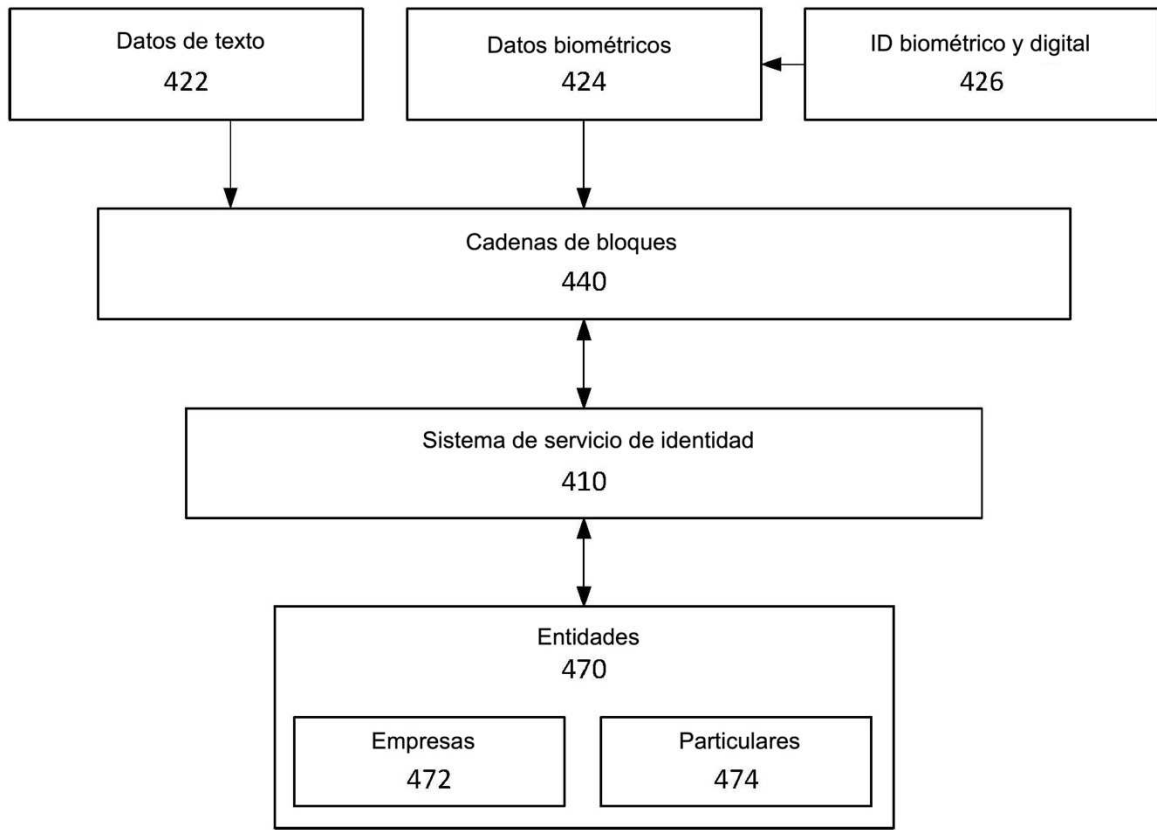 Datos de texto
422
Datos biométricos
424
ID biométrico y digital
426
Cadenas de bloques
440
Sistema de servicio de identidad
410
Entidades
470
Empresas
472
Particulares
474